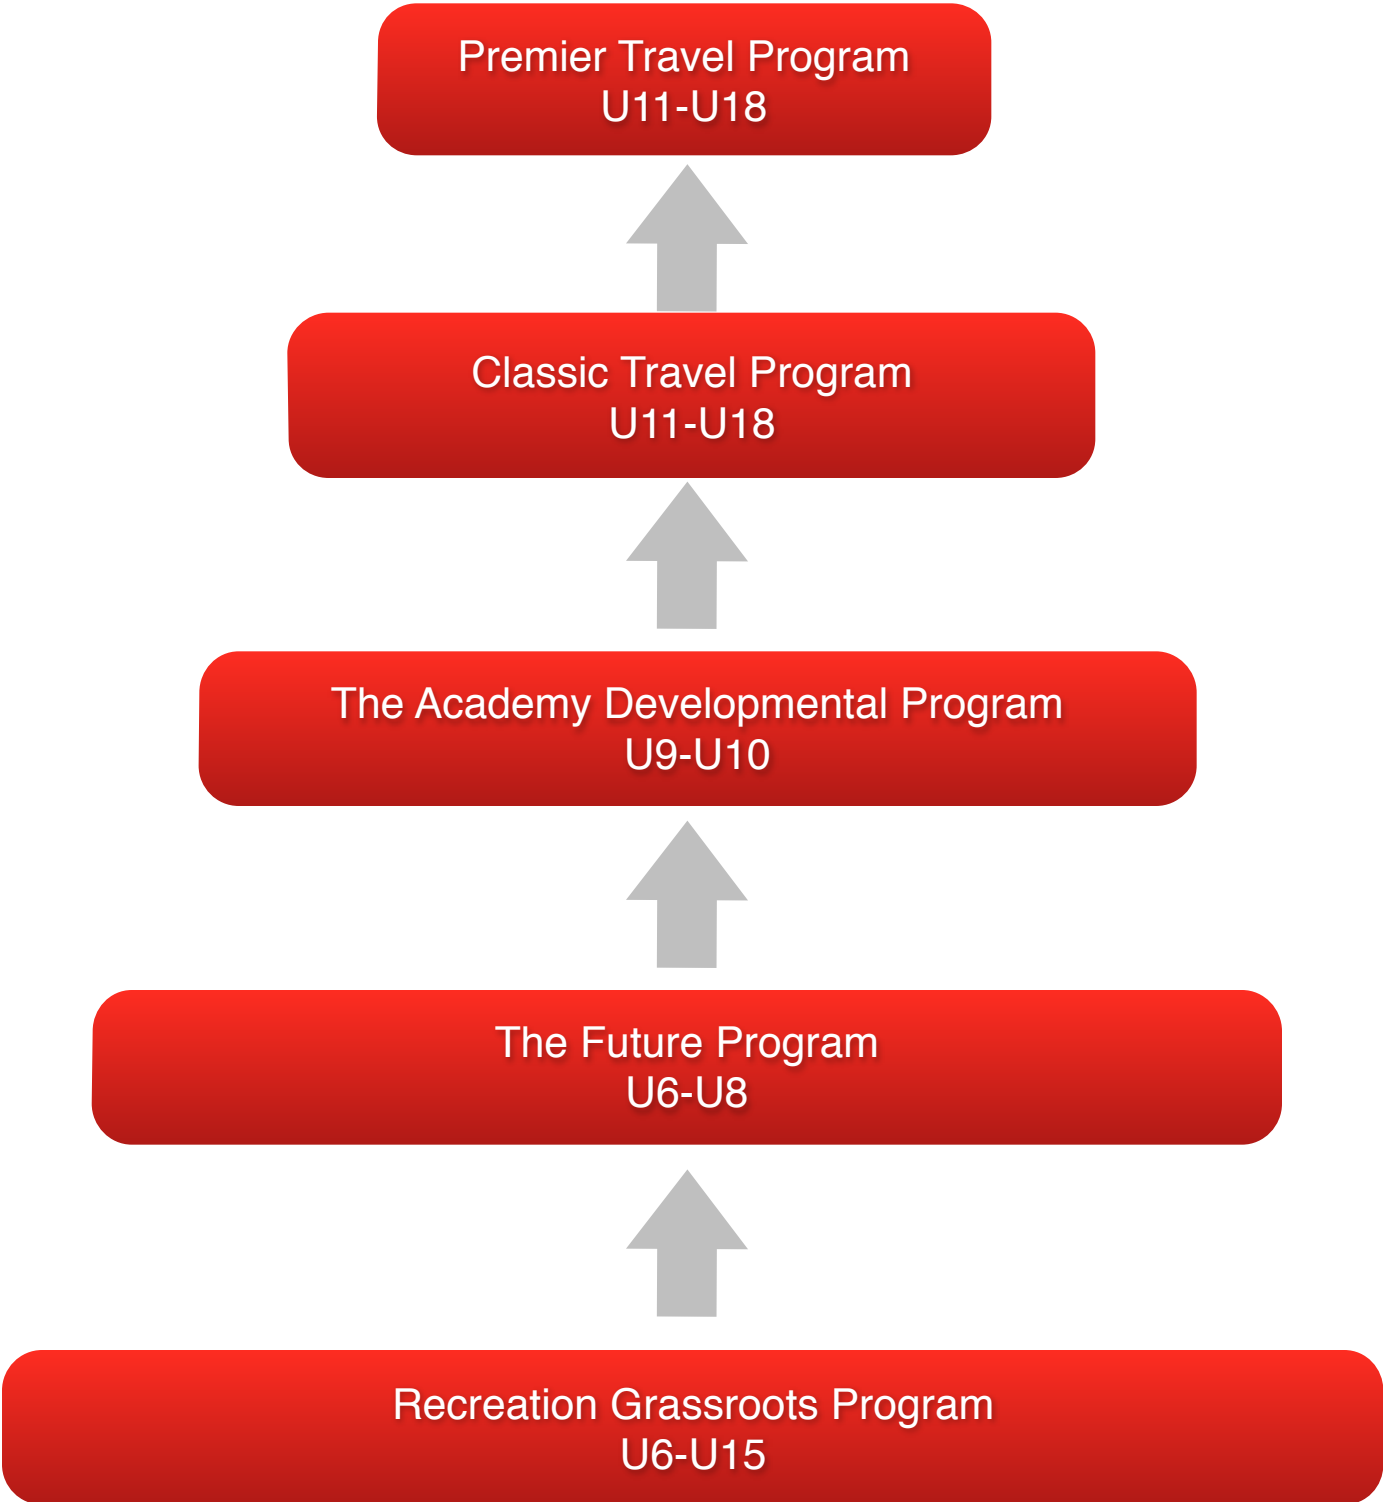 Premier Travel Program
U11-U18
Classic Travel Program
U11-U18
The Academy Developmental Program
U9-U10
The Future Program
U6-U8
Recreation Grassroots Program
U6-U15